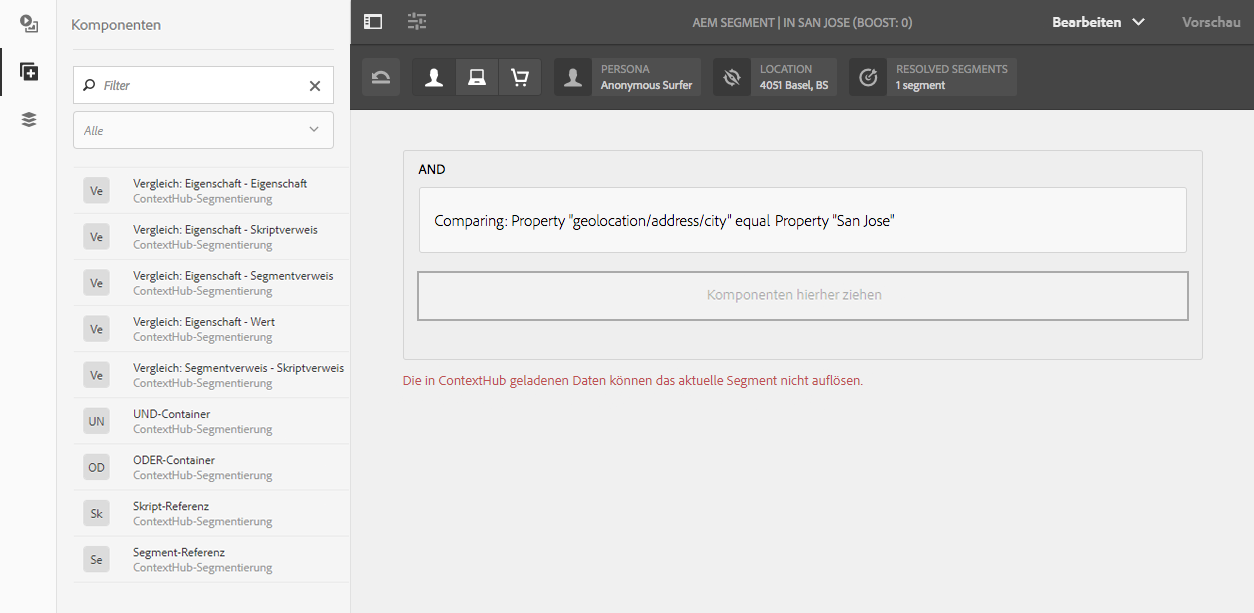 Komponenten
Filter
Alle
Ve
Vergleich: Eigenschaft - Eigenschaft
ContextHub-Segmentierung
Ve
Vergleich: Eigenschaft - Skriptverweis
ContextHub-Segmentierung
Ve
Vergleich: Eigenschaft - Segmentverweis
ContextHub-Segmentierung
Ve
Vergleich: Eigenschaft - Wert
ContextHub-Segmentierung
Ve
Vergleich: Segmentverweis - Skriptverweis
ContextHub-Segmentierung
UN
UND-Container
ContextHub-Segmentierung
OD
ODER-Container
ContextHub-Segmentierung
Sk
Skript-Referenz
ContextHub-Segmentierung
Se
Segment-Referenz
ContextHub-Segmentierung
AEM SEGMENT | IN SAN JOSE (BOOST: 0)
Bearbeiten
Vorschau
PERSONA
Anonymous Surfer
LOCATION
4051 Basel, BS
RESOLVED SEGMENTS
1 segment
AND
Comparing: Property "geolocation/address/city" equal Property "San Jose"
Komponenten hierher ziehen
Die in ContextHub geladenen Daten können das aktuelle Segment nicht auflösen.